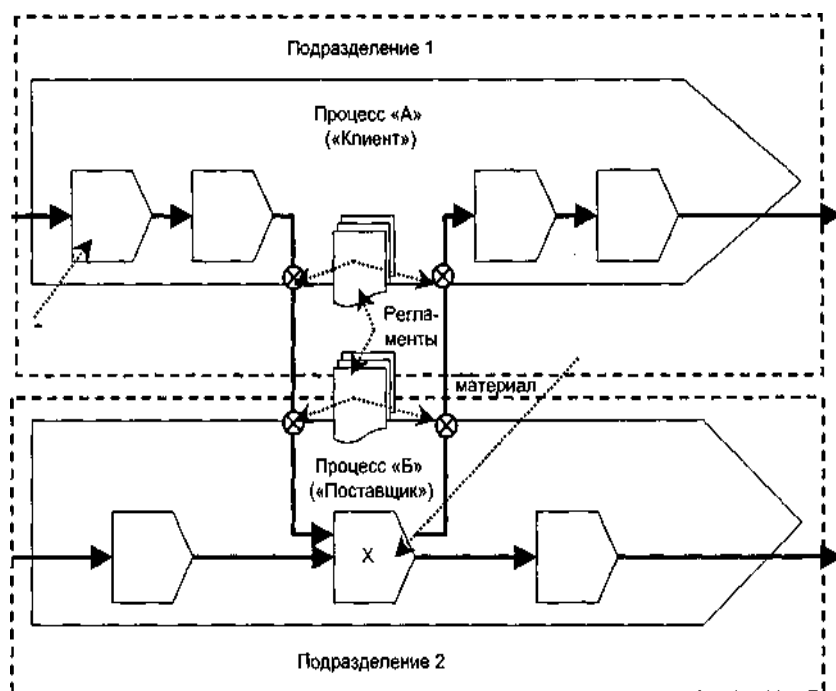 Подразделение 1
Процесс «А»
(«Клиент»)
Регла-
менты
материал
Процесс «Б»
(«Поставщик»)
X
Подразделение 2